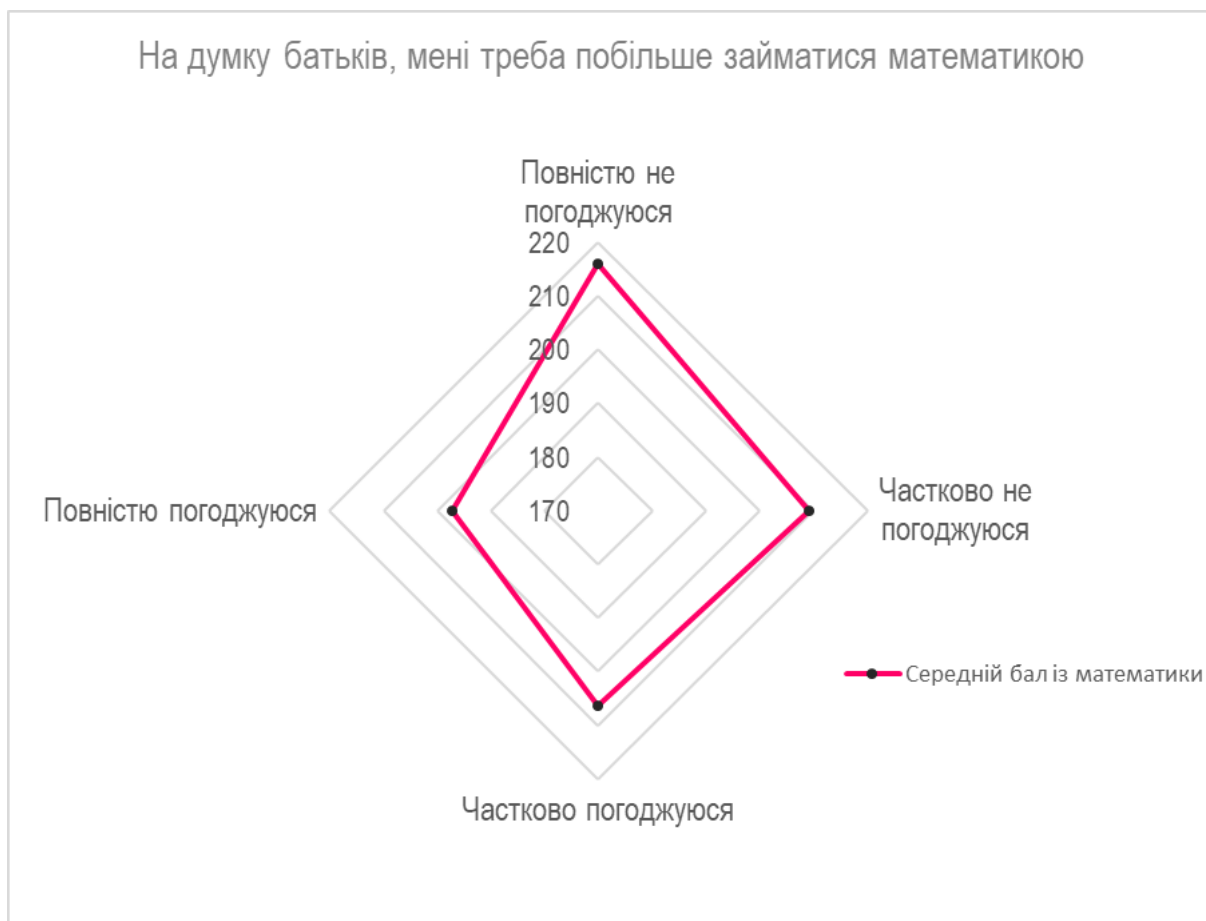 На думку батьків, мені треба побільше займатися математикою
Повністю не
погоджуюся
220
210
200
190
180
170
Частково не
погоджуюся
Повністю погоджуюся
Середній бал із математики
Частково погоджуюся